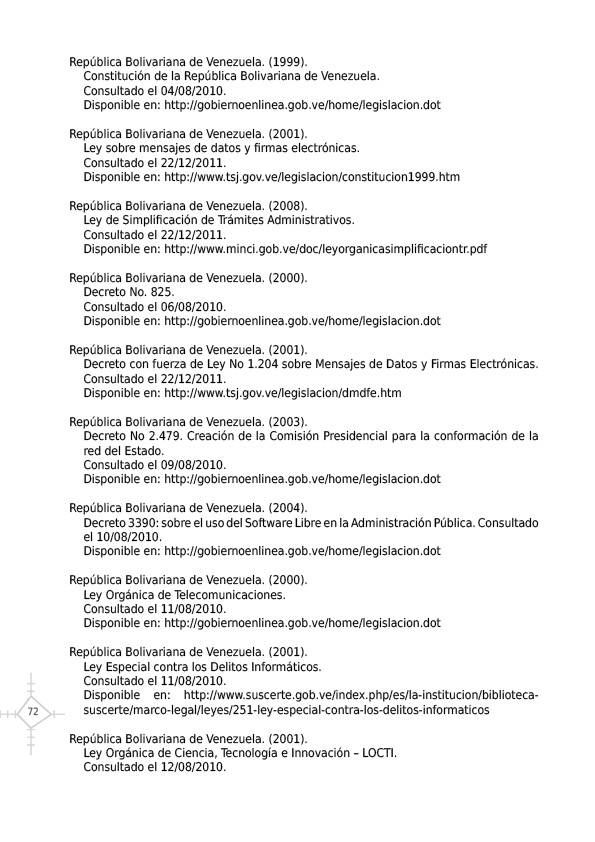 República Bolivariana de Venezuela. (1999).
Constitución de la República Bolivariana de Venezuela.
Consultado el 04/08/2010.
Disponible en: http://gobiernoenlinea.gob.ve/home/legislacion.dot
República Bolivariana de Venezuela. (2001).
Ley sobre mensajes de datos y firmas electrónicas.
Consultado el 22/12/2011.
Disponible en: http://www.tsj.gov.ve/legislacion/constitucion1999.htm
República Bolivariana de Venezuela. (2008).
Ley de Simplificación de Trámites Administrativos.
Consultado el 22/12/2011.
Disponible en: http://www.minci.gob.ve/doc/leyorganicasimplificaciontr.pdf
República Bolivariana de Venezuela. (2000).
Decreto No. 825.
Consultado el 06/08/2010.
Disponible en: http://gobiernoenlinea.gob.ve/home/legislacion.dot
República Bolivariana de Venezuela. (2001).
Decreto con fuerza de Ley No 1.204 sobre Mensajes de Datos y Firmas Electrónicas.
Consultado el 22/12/2011.
Disponible en: http://www.tsj.gov.ve/legislacion/dmdfe.htm
República Bolivariana de Venezuela. (2003).
Decreto No 2.479. Creación de la Comisión Presidencial para la conformación de la
red del Estado.
Consultado el 09/08/2010.
Disponible en: http://gobiernoenlinea.gob.ve/home/legislacion.dot
República Bolivariana de Venezuela. (2004).
Decreto 3390: sobre el uso del Software Libre en la Administración Pública. Consultado
el 10/08/2010.
Disponible en: http://gobiernoenlinea.gob.ve/home/legislacion.dot
República Bolivariana de Venezuela. (2000).
Ley Orgánica de Telecomunicaciones.
Consultado el 11/08/2010.
Disponible en: http://gobiernoenlinea.gob.ve/home/legislacion.dot
República Bolivariana de Venezuela. (2001).
Ley Especial contra los Delitos Informáticos.
Consultado el 11/08/2010.
Disponible en: http://www.suscerte.gob.ve/index.php/es/la-institucion/biblioteca-
suscerte/marco-legal/leyes/251-ley-especial-contra-los-delitos-informaticos
72
República Bolivariana de Venezuela. (2001).
Ley Orgánica de Ciencia, Tecnología e Innovación – LOCTI.
Consultado el 12/08/2010.